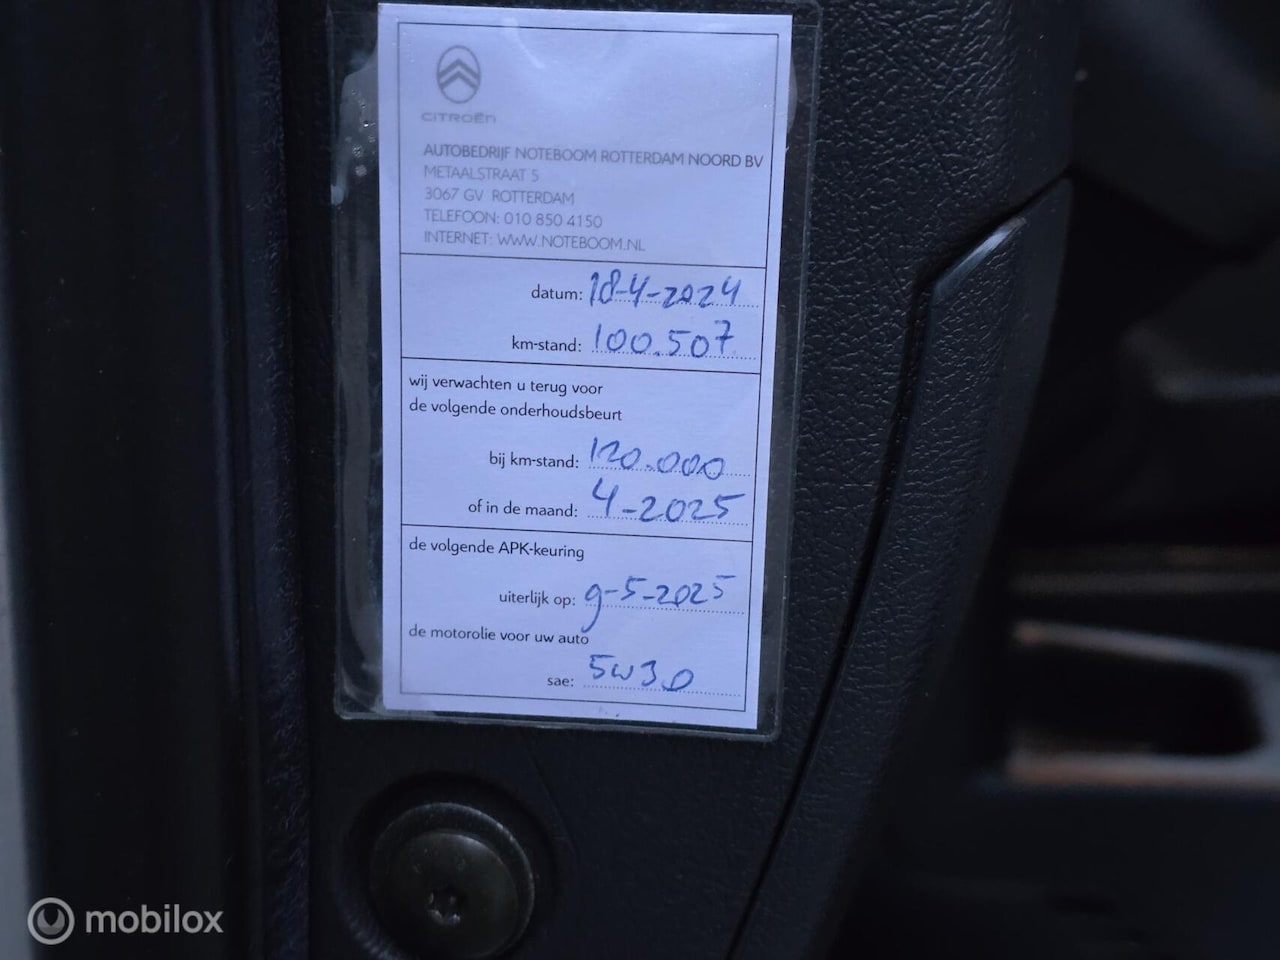 CITROËN
AUTOBEDRIJF NOTEBOOM ROTTERDAM NOORD BV
METAALSTRAAT 5
3067 GV ROTTERDAM
TELEFOON: 010 850 4150
INTERNET: WWW.NOTEBOOM.NL
datum: 18-4-2024
km-stand: 100.507
wij verwachten u terug voor
de volgende onderhoudsbeurt
bij km-stand: 120.000
of in de maand: 4-2025
de volgende APK-keuring
uiterlijk op: 9-5-2025
de motorolie voor uw auto
sae: 5W30
mobilox